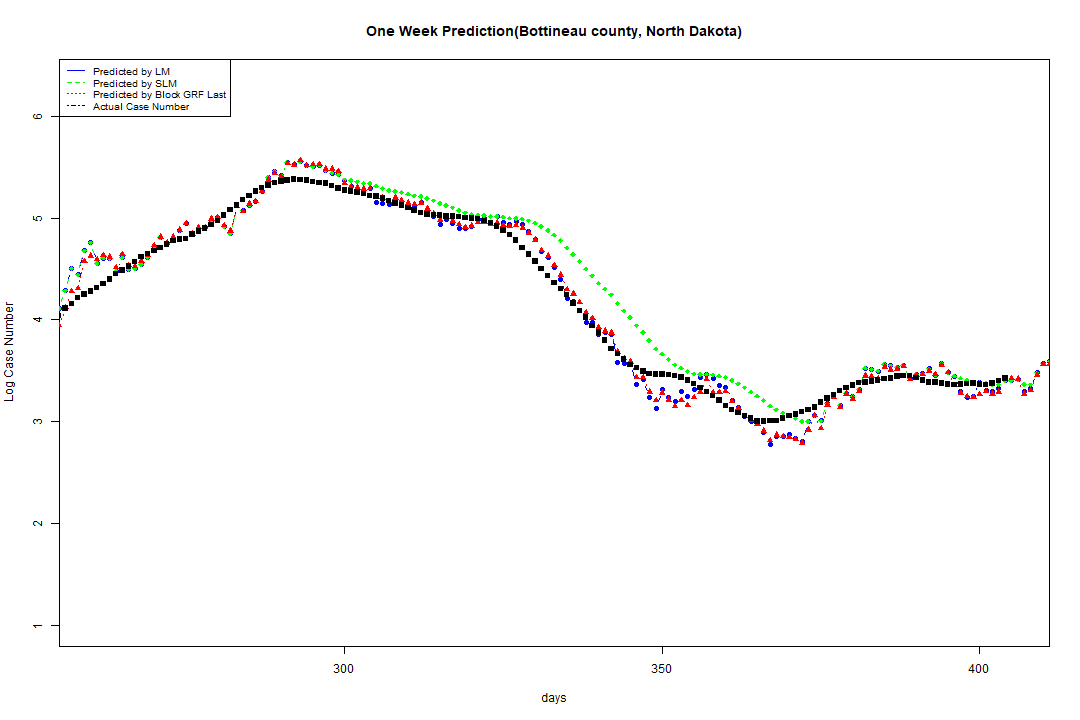 One Week Prediction(Bottineau county, North Dakota)
Predicted by LM
Predicted by SLM
Predicted by Block GRF Last
Actual Case Number
6
5
4
3
2
1
Log Case Number
300
350
400
days